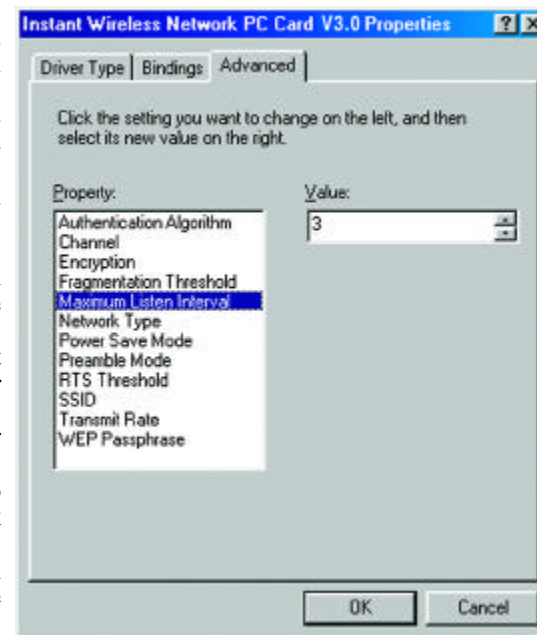 Instant Wireless Network PC Card V3.0 Properties
Driver Type Bindings Advanced
Click the setting you want to change on the left, and then
select its new value on the right.
Property:
Value:
Authentication Algorithm
Channel
Encryption
Fragmentation Threshold
Maximum Listen Interval
Network Type
Power Save Mode
Preamble Mode
RTS Threshold
SSID
Transmit Rate
WEP Passphrase
3
OK Cancel